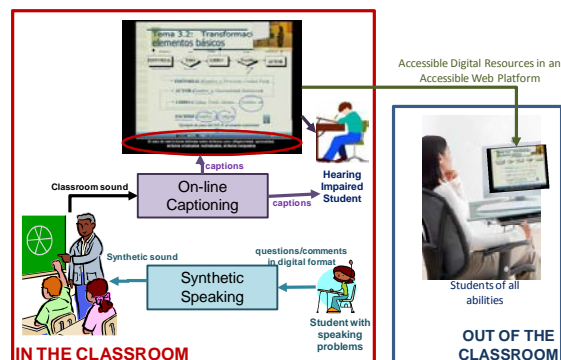 Tema 3.2: Transformaci
elementos básicos
Accessible Digital Resources in an
Accessible Web Platform
captions
Classroom sound
On-line
Captioning
captions
Hearing
Impaired
Student
Synthetic sound
questions/comments
in digital format
Synthetic
Speaking
Student with
speaking
problems
Students of all
abilities
IN THE CLASSROOM
OUT OF THE
CLASSROOM